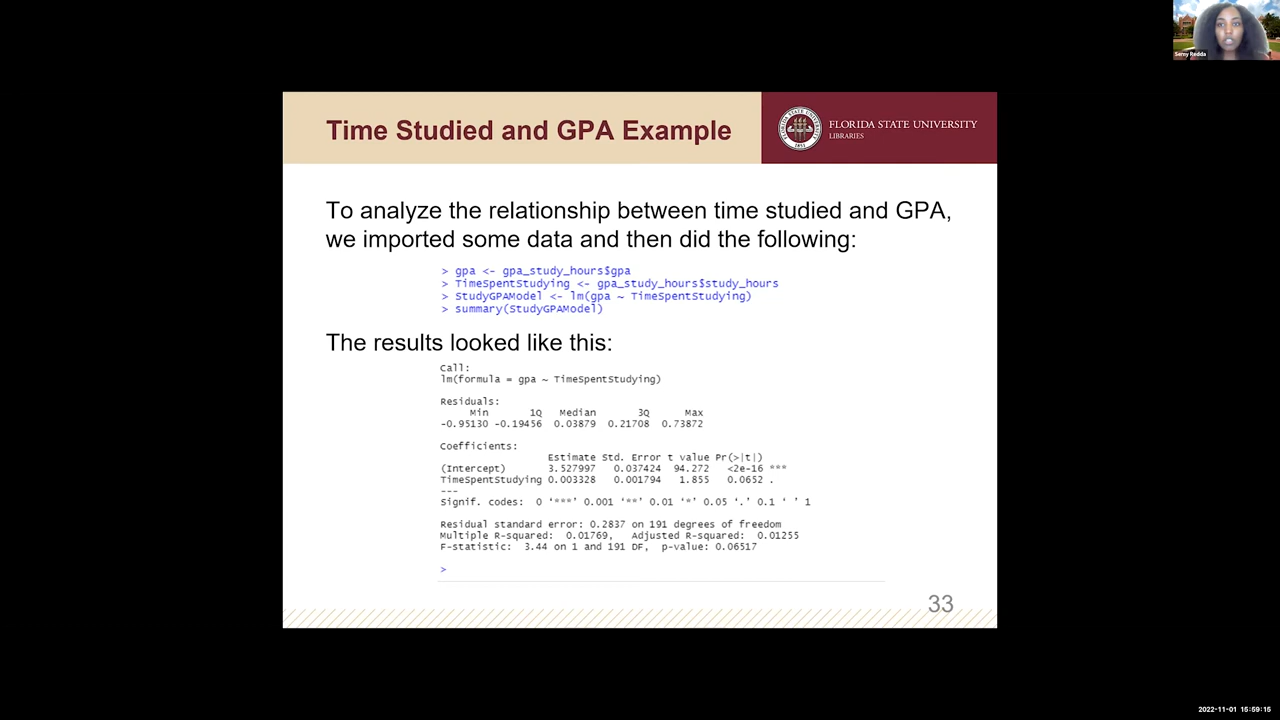 Semy Redda
Time Studied and GPA Example
FLORIDA STATE UNIVERSITY
LIBRARIES
To analyze the relationship between time studied and GPA,
we imported some data and then did the following:
> gpa <- gpa_study_hours$gpa
> TimeSpentStudying <- gpa_study_hours$study_hours
> StudyGPAModel <- lm(gpa ~ TimeSpentStudying)
> summary(StudyGPAModel)
The results looked like this:
Call:
lm(formula = gpa ~ TimeSpentStudying)
Residuals:
Min 1Q Median 3Q Max
-0.95130 -0.19456 0.03879 0.21708 0.73872
Coefficients:
Estimate Std. Error t value Pr(>|t|)
(Intercept) 3.527997 0.037424 94.272 <2e-16 ***
TimeSpentStudying 0.003328 0.001794 1.855 0.0652 .
---
Signif. codes: 0 ‘***’ 0.001 ‘**’ 0.01 ‘*’ 0.05 ‘.’ 0.1 ‘ ’ 1
Residual standard error: 0.2837 on 191 degrees of freedom
Multiple R-squared: 0.01769, Adjusted R-squared: 0.01255
F-statistic: 3.44 on 1 and 191 DF, p-value: 0.06517
>
33
2022-11-01 15:59:15